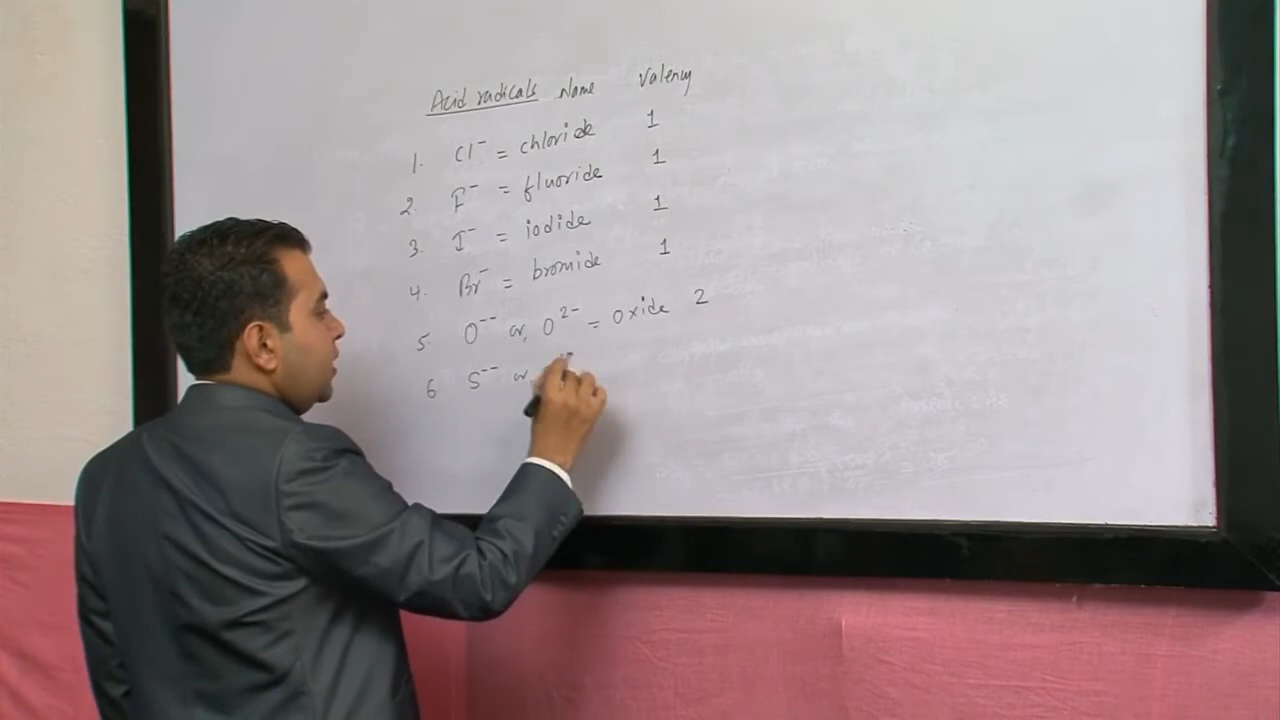 Acid radicals Name Valency
1. Cl⁻ = chloride 1
2. F⁻ = fluoride 1
3. I⁻ = iodide 1
4. Br⁻ = bromide 1
5. O⁻⁻ or, O²⁻ = oxide 2
6 S⁻⁻ or,